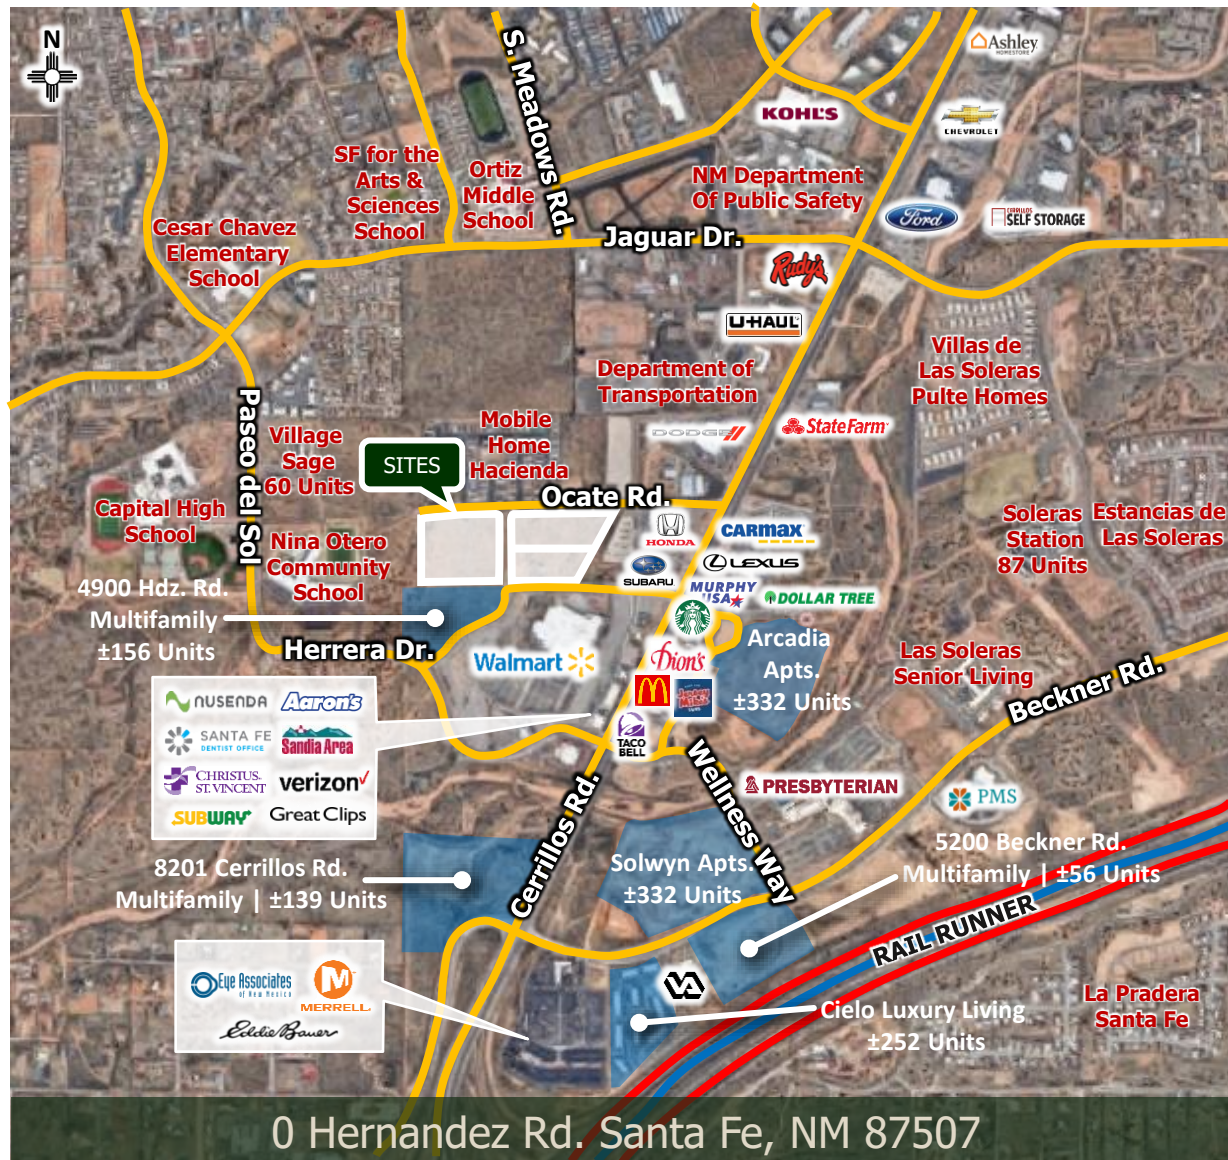 N
S. Meadows Rd.
Ashley
HOMESTORE
KOHL'S
CHEVROLET
SF for the
Arts &
Sciences
School
Ortiz
Middle
School
NM Department
Of Public Safety
Ford
CERRILLOS
SELF STORAGE
Cesar Chavez
Elementary
School
Jaguar Dr.
Rudy's
U-HAUL
Villas de
Las Soleras
Pulte Homes
Department of
Transportation
DODGE
State Farm
Paseo del Sol
Village
Sage
60 Units
Mobile
Home
Hacienda
SITES
Ocate Rd.
Capital High
School
HONDA
CARMAX
Soleras
Station
87 Units
Estancias de
Las Soleras
Nina Otero
Community
School
SUBARU
LEXUS
4900 Hdz. Rd.
Multifamily
±156 Units
MURPHY
USA
DOLLAR TREE
Herrera Dr.
Walmart
Dion's
Arcadia
Apts.
±332 Units
Las Soleras
Senior Living
Beckner Rd.
Jersey
Mike's
SUBS
TACO
BELL
NUSENDA
Aaron's
SANTA FE
DENTIST OFFICE
Sandia Area
CHRISTUS
ST. VINCENT
verizon
SUBWAY
Great Clips
Cerrillos Rd.
Wellness Way
PRESBYTERIAN
PMS
8201 Cerrillos Rd.
Multifamily | ±139 Units
Solwyn Apts.
±332 Units
5200 Beckner Rd.
Multifamily | ±56 Units
RAIL RUNNER
Eye Associates
of New Mexico
MERRELL
Eddie Bauer
VA
Cielo Luxury Living
±252 Units
La Pradera
Santa Fe
0 Hernandez Rd. Santa Fe, NM 87507